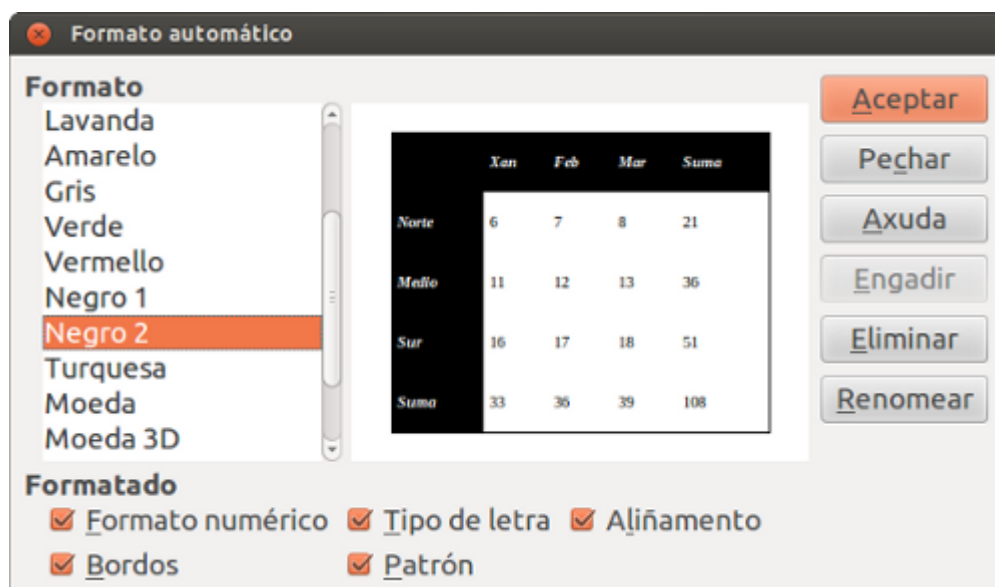 Formato automático
Formato
Lavanda
Amarelo
Gris
Verde
Vermello
Negro 1
Negro 2
Turquesa
Moeda
Moeda 3D
Xan Feb Mar Suma
Norte 6 7 8 21
Medio 11 12 13 36
Sur 16 17 18 51
Suma 33 36 39 108
Aceptar
Pechar
Axuda
Engadir
Eliminar
Renomear
Formatado
Formato numérico Tipo de letra Aliñamento
Bordos Patrón